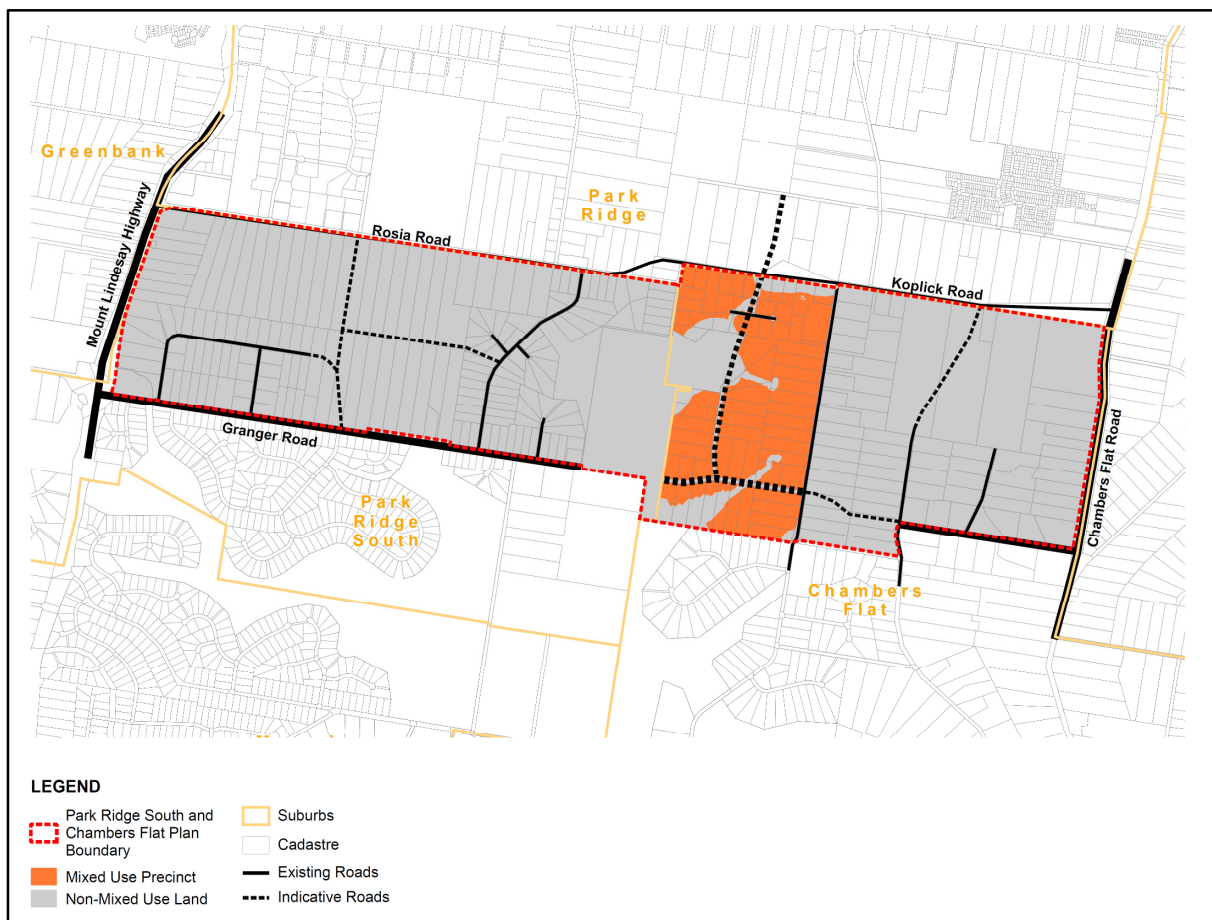 Greenbank
Mount Lindesay Highway
Park
Ridge
Rosia Road
Koplick Road
Granger Road
Park
Ridge
South
Chambers Flat Road
Chambers
Flat
LEGEND
Park Ridge South and
Chambers Flat Plan
Boundary
Mixed Use Precinct
Non-Mixed Use Land
Suburbs
Cadastre
Existing Roads
Indicative Roads